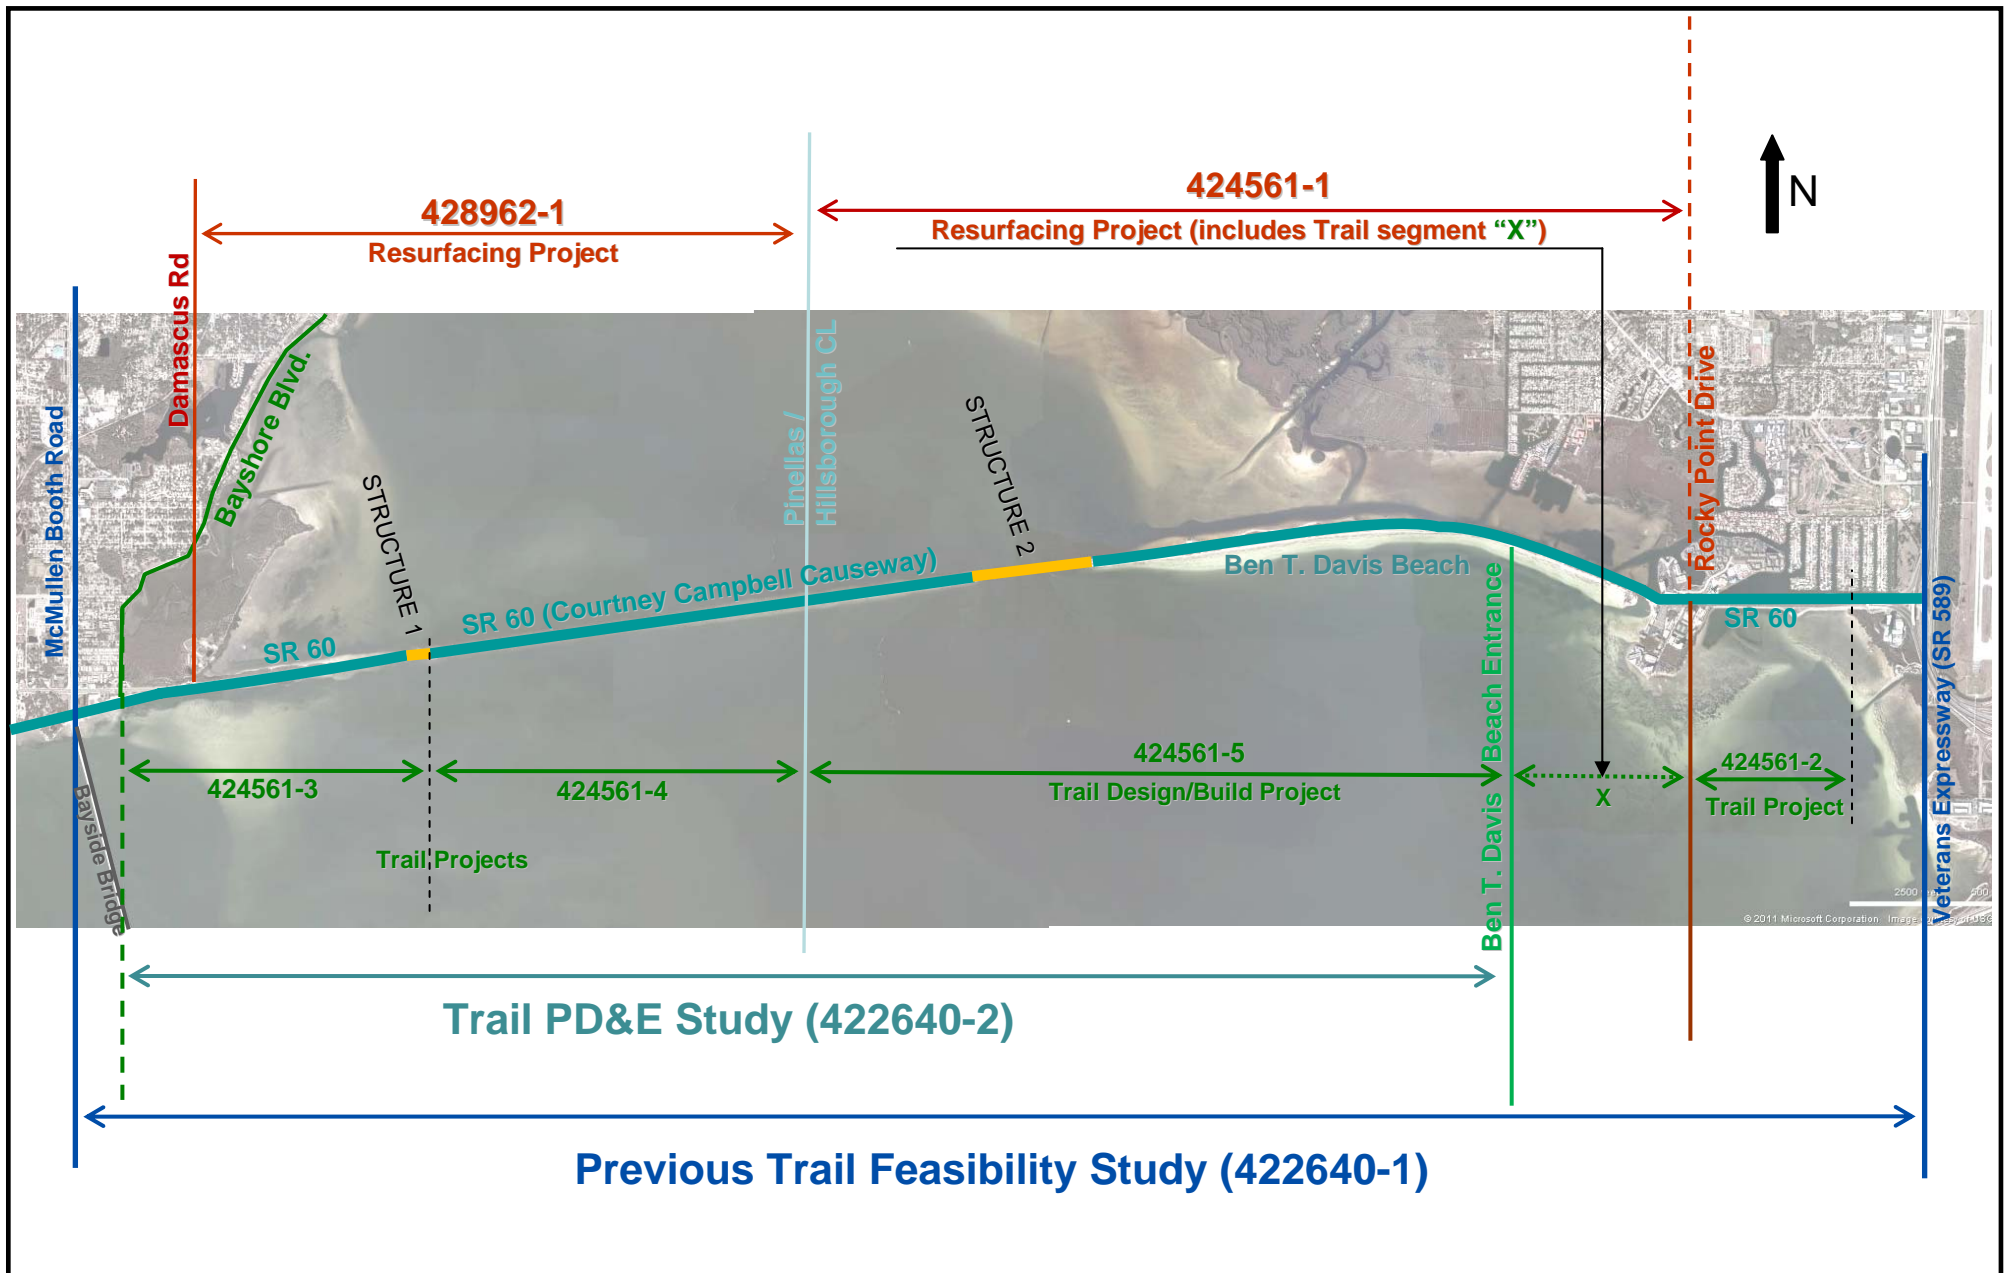 424561-1
N
428962-1
Resurfacing Project (includes Trail segment “X”)
Resurfacing Project
Damascus Rd
Bayshore Blvd.
McMullen Booth Road
Pinellas /
Hillsborough CL
STRUCTURE 1
STRUCTURE 2
Rocky Point Drive
SR 60
SR 60 (Courtney Campbell Causeway)
Ben T. Davis Beach
SR 60
Ben T. Davis Beach Entrance
Veterans Expressway (SR 589)
Bayside Bridge
424561-3
424561-4
424561-5
Trail Design/Build Project
X
424561-2
Trail Project
Trail Projects
2500
© 2011 Microsoft Corporation Image
Trail PD&E Study (422640-2)
Previous Trail Feasibility Study (422640-1)